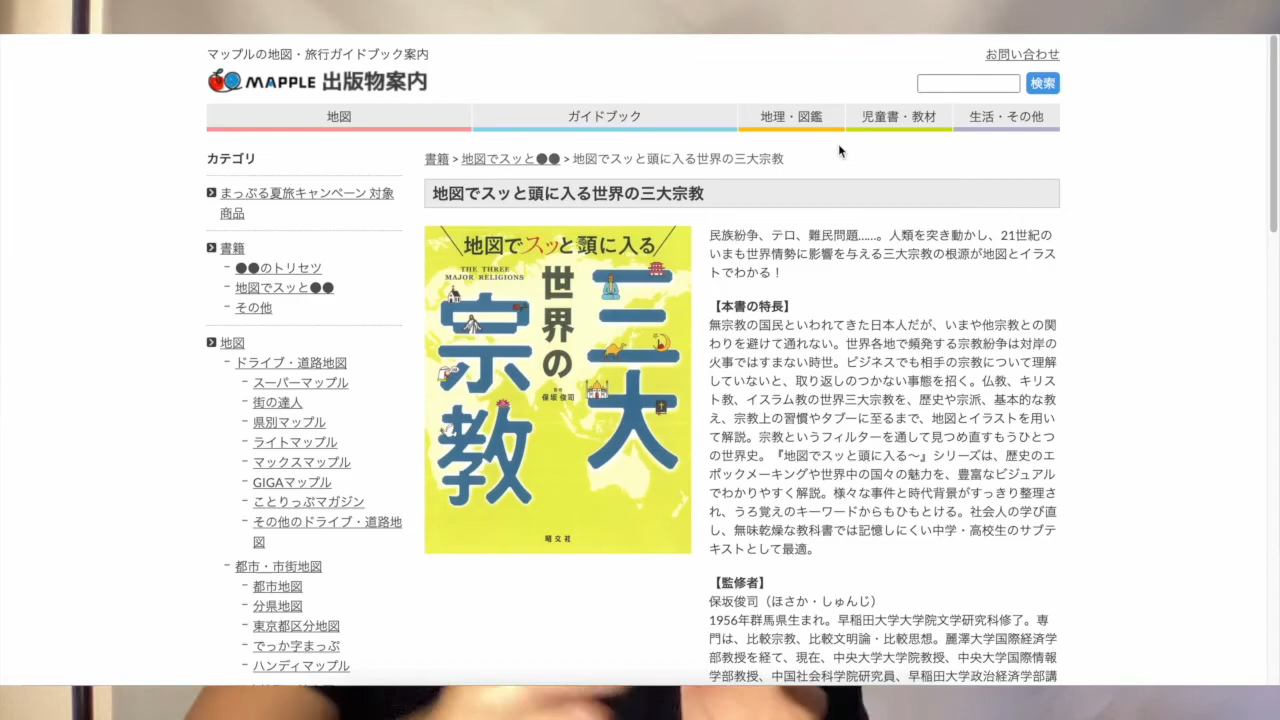 マップルの地図・旅行ガイドブック案内
お問い合わせ
MAPPLE 出版物案内
検索
地図
ガイドブック
地理・図鑑
児童書・教材
生活・その他
カテゴリ
まっぷる夏旅キャンペーン 対象
商品
書籍
●●のトリセツ
地図でスッと●●
その他
地図
ドライブ・道路地図
スーパーマップル
街の達人
県別マップル
ライトマップル
マックスマップル
GIGAマップル
ことりっぷマガジン
その他のドライブ・道路地
図
都市・市街地図
都市地図
分県地図
東京都区分地図
でっか字まっぷ
ハンディマップル
書籍 > 地図でスッと●● > 地図でスッと頭に入る世界の三大宗教
地図でスッと頭に入る世界の三大宗教
地図でスッと頭に入る
THE THREE
MAJOR RELIGIONS
世界の
三大
宗教
監修
保坂 俊司
昭文社
民族紛争、テロ、難民問題……。人類を突き動かし、21世紀の
いまも世界情勢に影響を与える三大宗教の根源が地図とイラス
トでわかる！
【本書の特長】
無宗教の国民といわれてきた日本人だが、いまや他宗教との関
わりを避けて通れない。世界各地で頻発する宗教紛争は対岸の
火事ではすまない時世。ビジネスでも相手の宗教について理解
していないと、取り返しのつかない事態を招く。仏教、キリス
ト教、イスラム教の世界三大宗教を、歴史や宗派、基本的な教
え、宗教上の習慣やタブーに至るまで、地図とイラストを用い
て解説。宗教というフィルターを通して見つめ直すもうひとつ
の世界史。『地図でスッと頭に入る～』シリーズは、歴史のエ
ポックメーキングや世界中の国々の魅力を、豊富なビジュアル
でわかりやすく解説。様々な事件と時代背景がすっきり整理さ
れ、うろ覚えのキーワードからもひもとける。社会人の学び直
し、無味乾燥な教科書では記憶しにくい中学・高校生のサブテ
キストとして最適。
【監修者】
保坂俊司（ほさか・しゅんじ）
1956年群馬県生まれ。早稲田大学大学院文学研究科修了。専
門は、比較宗教、比較文明論・比較思想。麗澤大学国際経済学
部教授を経て、現在、中央大学大学院教授、中央大学国際情報
学部教授、中国社会科学院研究員、早稲田大学政治経済学部講